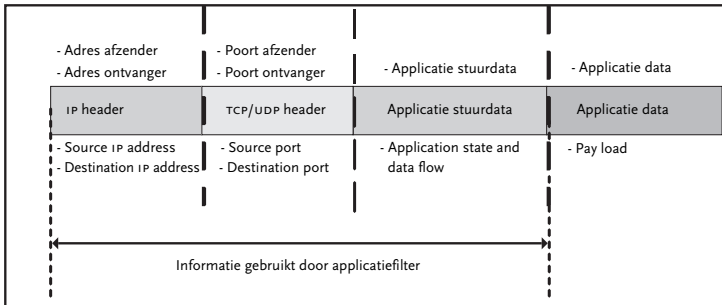 - Adres afzender
- Adres ontvanger
- Poort afzender
- Poort ontvanger
- Applicatie stuurdata
- Applicatie data
IP header
TCP/UDP header
Applicatie stuurdata
Applicatie data
- Source IP address
- Destination IP address
- Source port
- Destination port
- Application state and
data flow
- Pay load
Informatie gebruikt door applicatiefilter